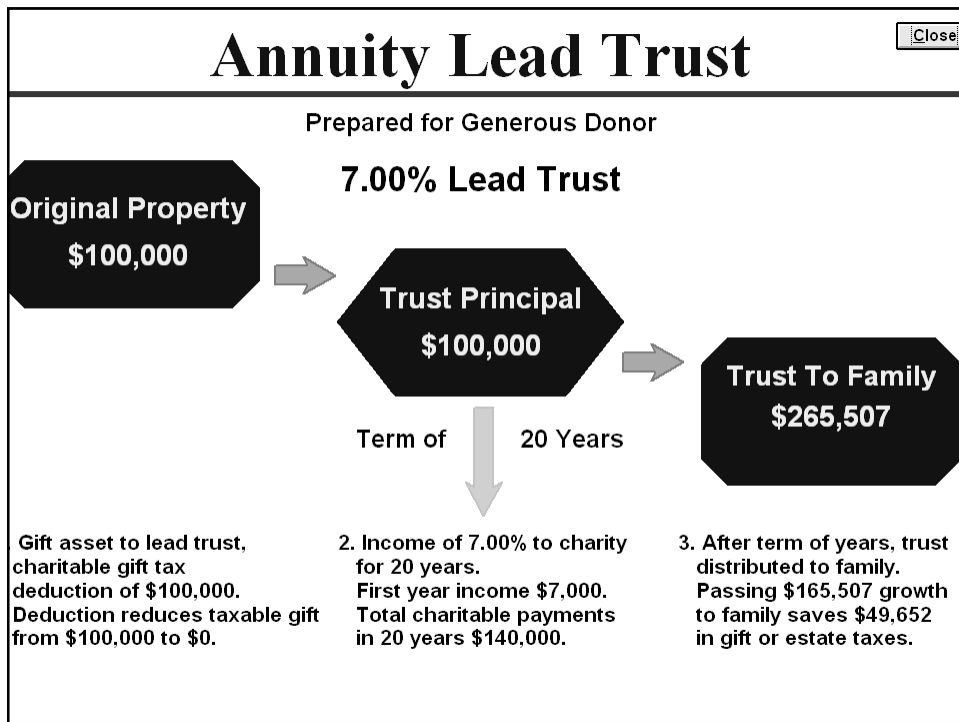 Close
Annuity Lead Trust
Prepared for Generous Donor
7.00% Lead Trust
Original Property
$100,000
Trust Principal
$100,000
Trust To Family
$265,507
Term of 20 Years
. Gift asset to lead trust,
charitable gift tax
deduction of $100,000.
Deduction reduces taxable gift
from $100,000 to $0.
2. Income of 7.00% to charity
for 20 years.
First year income $7,000.
Total charitable payments
in 20 years $140,000.
3. After term of years, trust
distributed to family.
Passing $165,507 growth
to family saves $49,652
in gift or estate taxes.